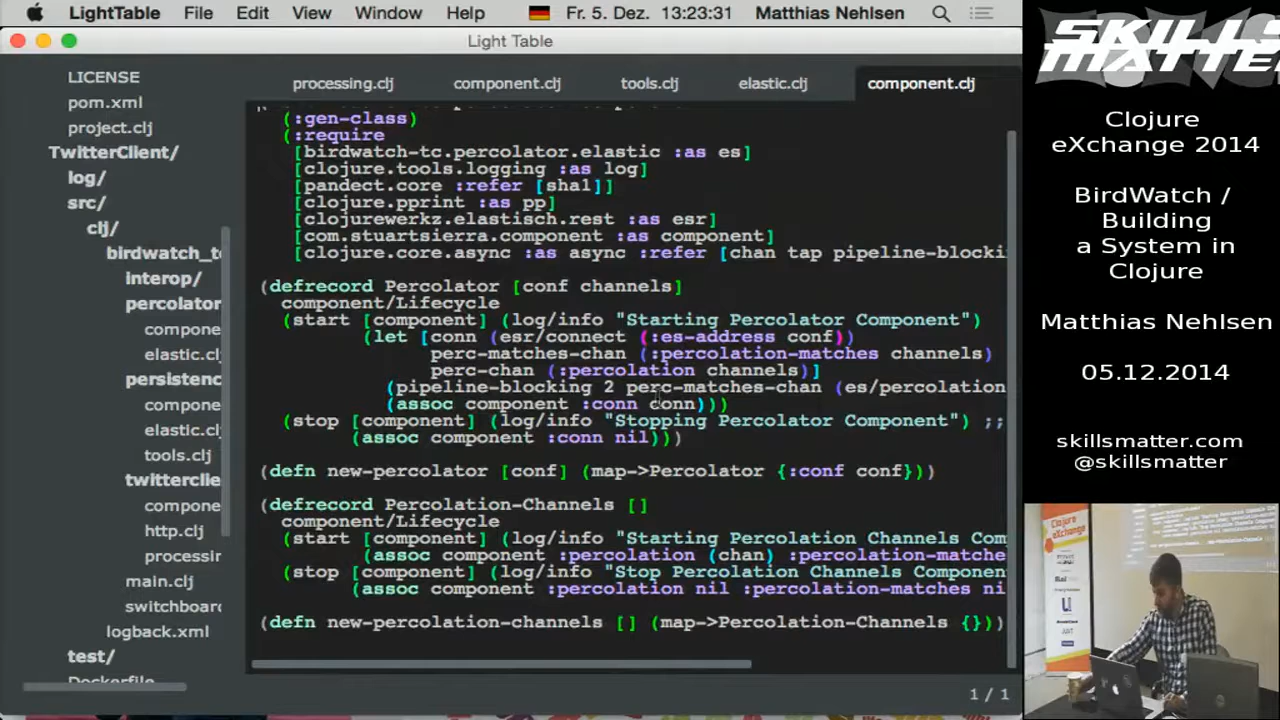 LightTable File Edit View Window Help Fr. 5. Dez. 13:23:31 Matthias Nehlsen
Light Table
processing.clj component.clj tools.clj elastic.clj component.clj
LICENSE
pom.xml
project.clj
TwitterClient/
log/
src/
clj/
birdwatch_tc
interop/
percolator
compone
elastic.clj
persistenc
compone
elastic.clj
tools.clj
twitterclie
compone
http.clj
processin
main.clj
switchboard
logback.xml
test/
Dockerfile
(:gen-class)
(:require
[birdwatch-tc.percolator.elastic :as es]
[clojure.tools.logging :as log]
[pandect.core :refer [sha1]]
[clojure.pprint :as pp]
[clojurewerkz.elastisch.rest :as esr]
[com.stuartsierra.component :as component]
[clojure.core.async :as async :refer [chan tap pipeline-blocki
(defrecord Percolator [conf channels]
component/Lifecycle
(start [component] (log/info "Starting Percolator Component")
(let [conn (esr/connect (:es-address conf))
perc-matches-chan (:percolation-matches channels)
perc-chan (:percolation channels)]
(pipeline-blocking 2 perc-matches-chan (es/percolation
(assoc component :conn conn)))
(stop [component] (log/info "Stopping Percolator Component") ;;
(assoc component :conn nil)))
(defn new-percolator [conf] (map->Percolator {:conf conf}))
(defrecord Percolation-Channels []
component/Lifecycle
(start [component] (log/info "Starting Percolation Channels Com
(assoc component :percolation (chan) :percolation-matche
(stop [component] (log/info "Stop Percolation Channels Componen
(assoc component :percolation nil :percolation-matches ni
(defn new-percolation-channels [] (map->Percolation-Channels {}))
1 / 1
SKILLS
MATTER
Clojure
eXchange 2014
BirdWatch /
Building
a System in
Clojure
Matthias Nehlsen
05.12.2014
skillsmatter.com
@skillsmatter
Clojure
eXchange